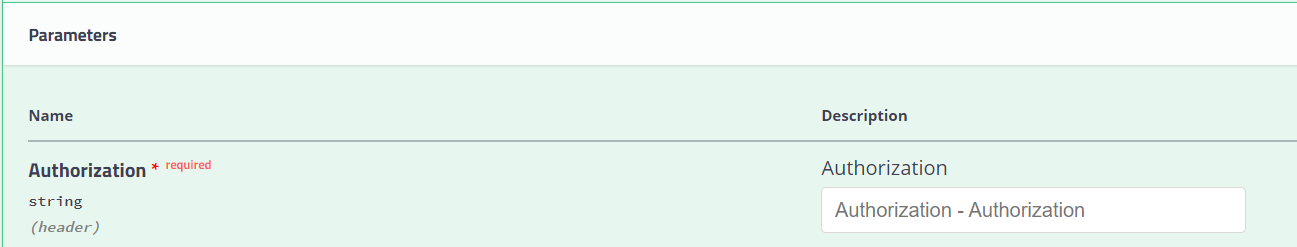 Parameters
Name Description
Authorization * required
Authorization
string
Authorization - Authorization
(header)